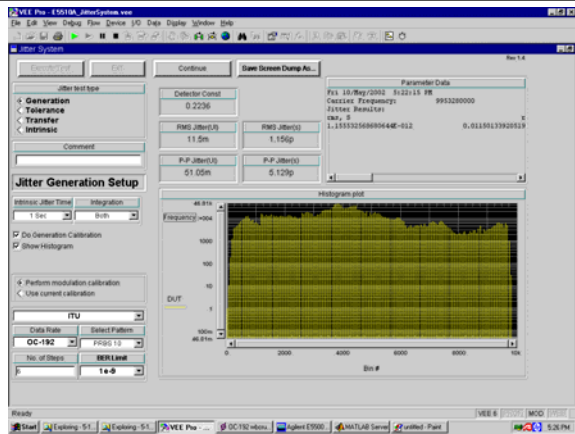 VEE Pro - E5510A_JitterSystem.vee
File Edit View Debug Flow Device I/O Data Display Window Help
Jitter System
Rev 1.4
Exit
Continue
Save Screen Dump As...
Jitter test type
Generation
Tolerance
Transfer
Intrinsic
Comment
Jitter Generation Setup
Intrinsic Jitter Time
Integration
1 Sec
Both
Do Generation Calibration
Show Histogram
Perform modulation calibration
Use current calibration
ITU
Data Rate
Select Pattern
OC-192
PRBS 10
No. of Steps
BER Limit
6
1e-9
Detector Const
0.2236
RMS Jitter(UI)
RMS Jitter(s)
11.5m
1.156p
P-P Jitter(UI)
P-P Jitter(s)
51.05m
5.129p
Parameter Data
Fri 10/May/2002 5:22:15 PM
Carrier Frequency: 9953280000
Jitter Results:
rms, S
Histogram plot
Frequency
1000
100
10
1
100m
DUT
0
2000
4000
6000
8000
10k
Bin #
Ready
VEE 6
MOD
Start
Exploring - 5-1...
Exploring - 5-1...
VEE Pro - ...
Agilent E5500...
MATLAB Server
untitled - Paint
5:26 PM